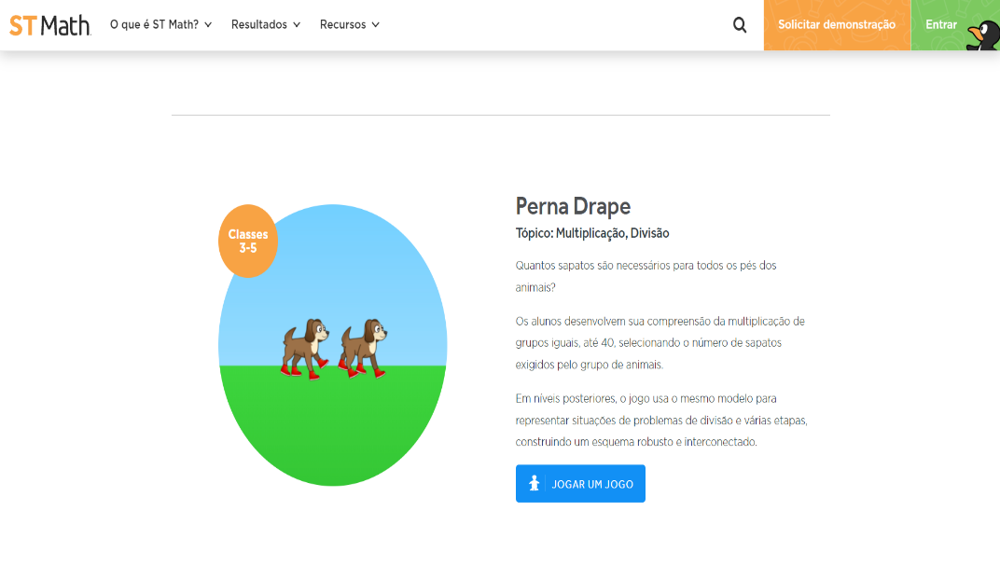 ST Math
O que é ST Math?
Resultados
Recursos
Solicitar demonstração
Entrar
Classes
3-5
Perna Drape
Tópico: Multiplicação, Divisão
Quantos sapatos são necessários para todos os pés dos
animais?
Os alunos desenvolvem sua compreensão da multiplicação de
grupos iguais, até 40, selecionando o número de sapatos
exigidos pelo grupo de animais.
Em níveis posteriores, o jogo usa o mesmo modelo para
representar situações de problemas de divisão e várias etapas,
construindo um esquema robusto e interconectado.
JOGAR UM JOGO